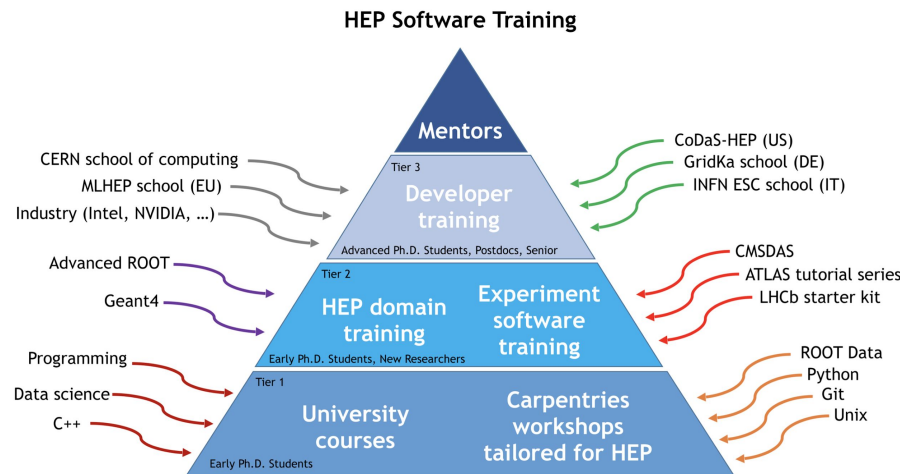 HEP Software Training
Mentors
CERN school of computing
MLHEP school (EU)
Industry (Intel, NVIDIA, ...)
Tier 3
Developer
training
Advanced Ph.D. Students, Postdocs, Senior
CoDaS-HEP (US)
GridKa school (DE)
INFN ESC school (IT)
Advanced ROOT
Geant4
Tier 2
HEP domain
training
Experiment
software
training
Early Ph.D. Students, New Researchers
CMSDAS
ATLAS tutorial series
LHCb starter kit
Programming
Data science
C++
Tier 1
University
courses
Carpentries
workshops
tailored for HEP
Early Ph.D. Students
ROOT Data
Python
Git
Unix